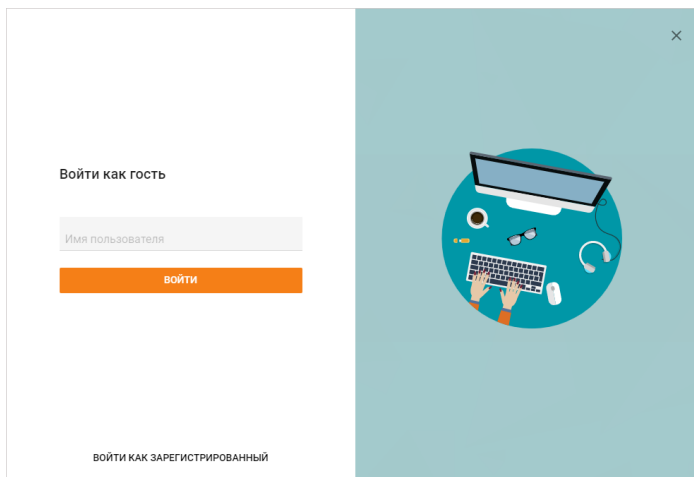 Войти как гость
Имя пользователя
ВОЙТИ
ВОЙТИ КАК ЗАРЕГИСТРИРОВАННЫЙ